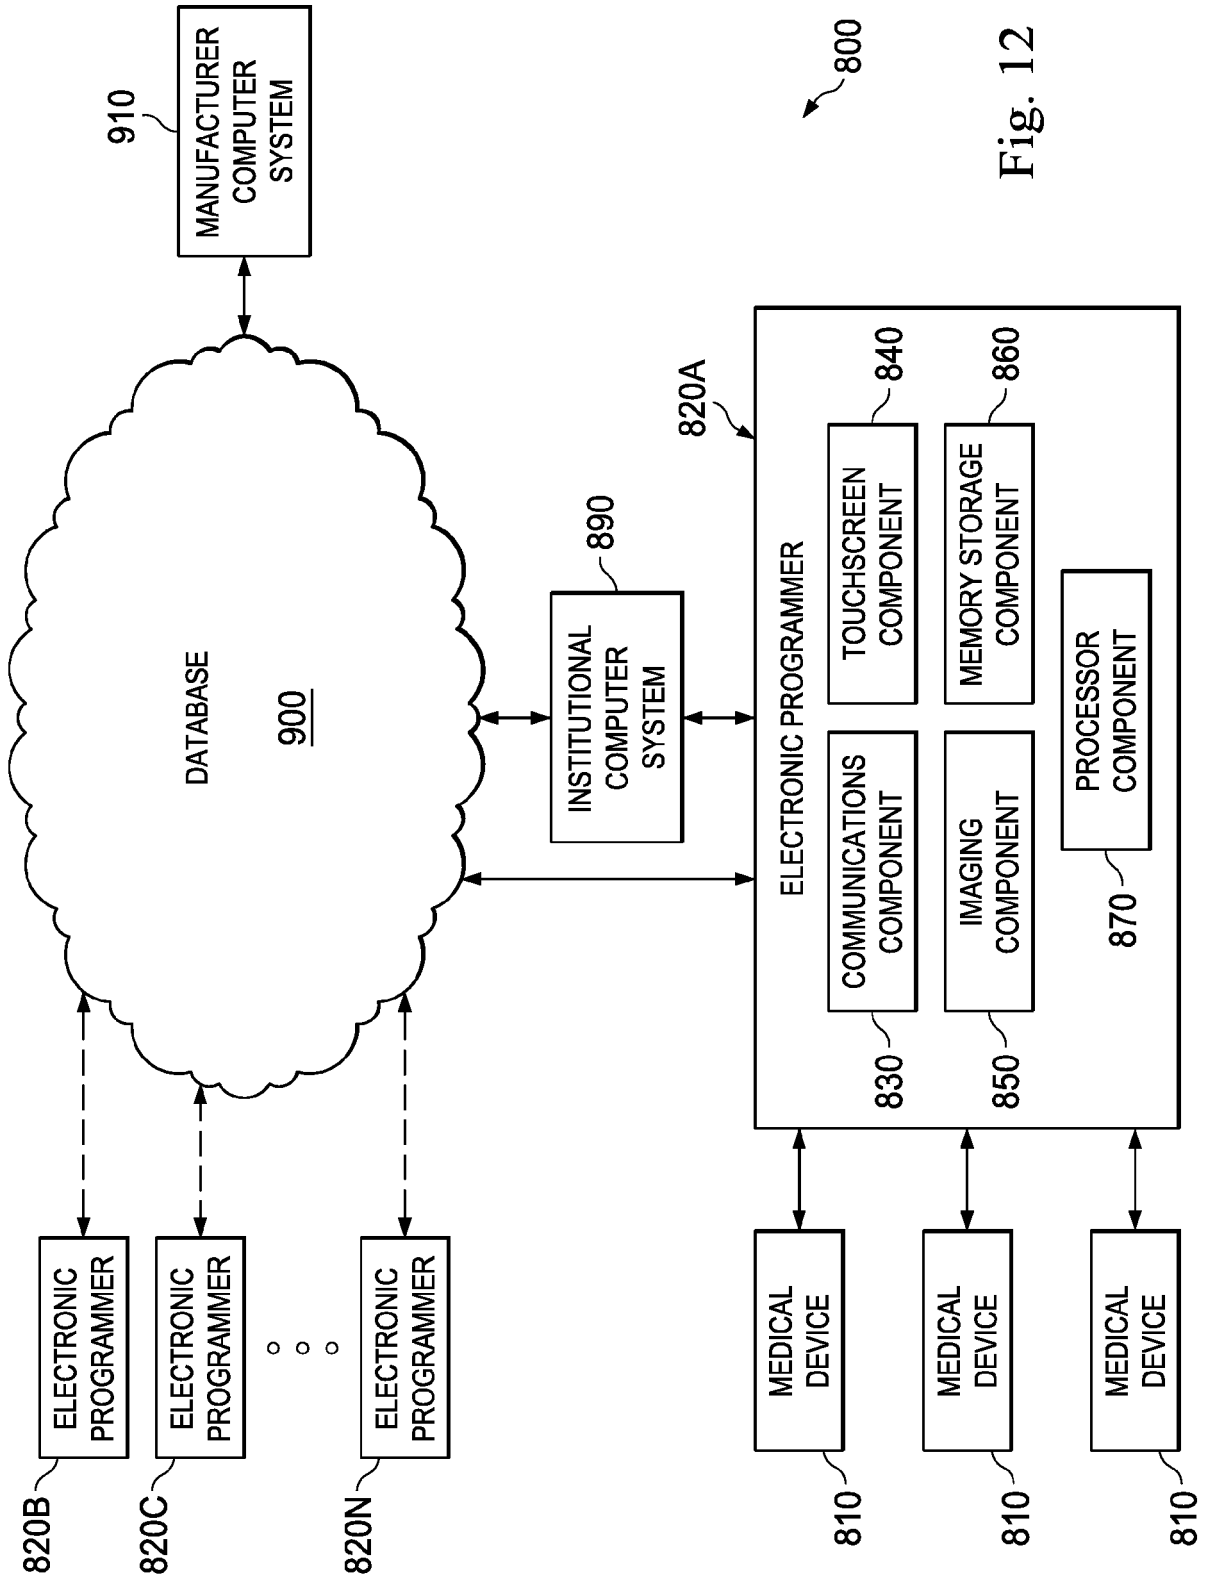 820B
ELECTRONIC
PROGRAMMER
820C
ELECTRONIC
PROGRAMMER
820N
ELECTRONIC
PROGRAMMER
DATABASE
900
910
MANUFACTURER
COMPUTER
SYSTEM
INSTITUTIONAL
COMPUTER
SYSTEM
890
820A
ELECTRONIC PROGRAMMER
830
COMMUNICATIONS
COMPONENT
TOUCHSCREEN
COMPONENT
840
850
IMAGING
COMPONENT
MEMORY STORAGE
COMPONENT
860
870
PROCESSOR
COMPONENT
810
MEDICAL
DEVICE
810
MEDICAL
DEVICE
810
MEDICAL
DEVICE
800
Fig. 12